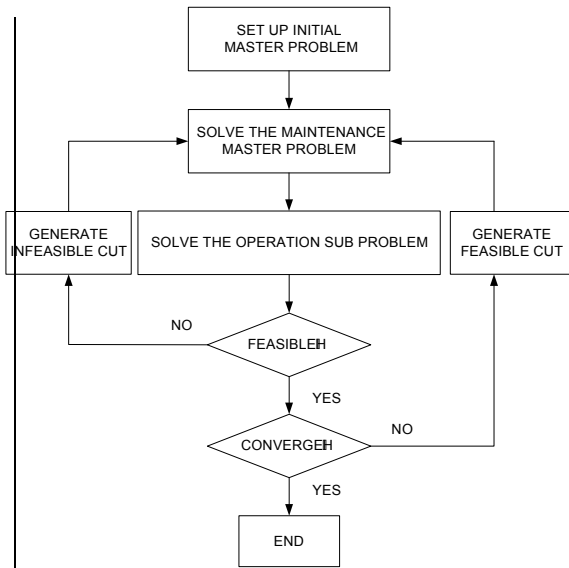 SET UP INITIAL
MASTER PROBLEM
SOLVE THE MAINTENANCE
MASTER PROBLEM
GENERATE
INFEASIBLE CUT
SOLVE THE OPERATION SUB PROBLEM
GENERATE
FEASIBLE CUT
NO
FEASIBLEH
YES
CONVERGEH
NO
YES
END